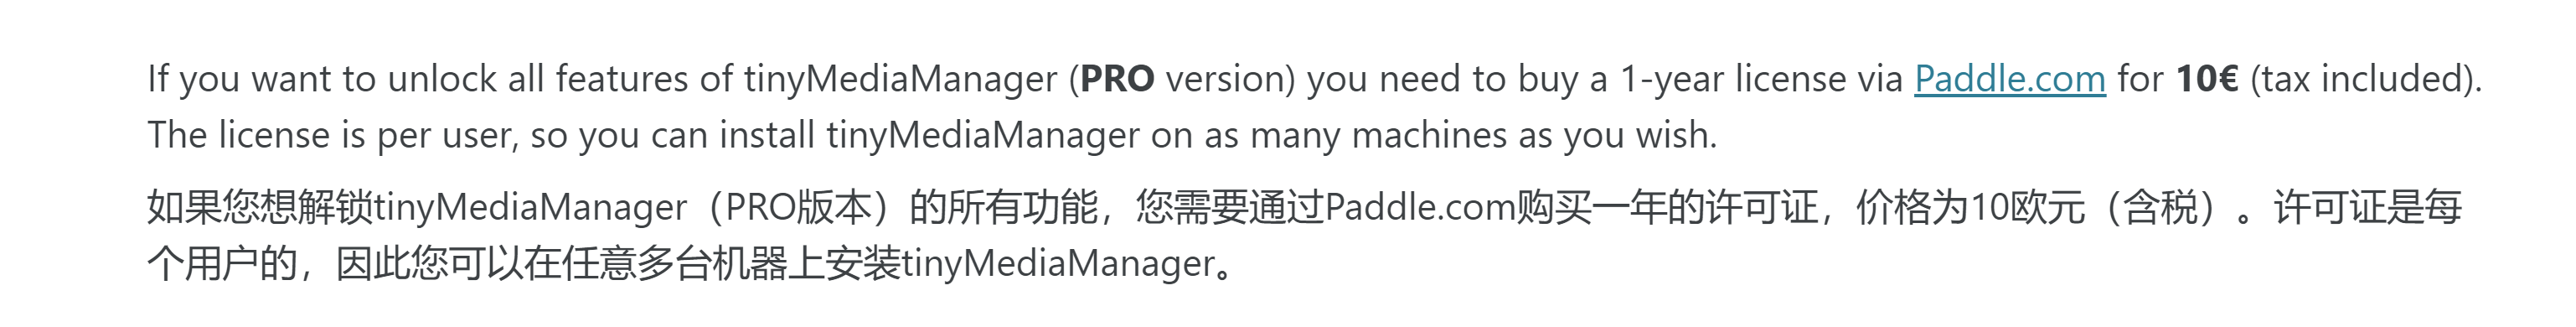 If you want to unlock all features of tinyMediaManager (PRO version) you need to buy a 1-year license via Paddle.com for 10€ (tax included).
The license is per user, so you can install tinyMediaManager on as many machines as you wish.
如果您想解锁tinyMediaManager（PRO版本）的所有功能，您需要通过Paddle.com购买一年的许可证，价格为10欧元（含税）。许可证是每
个用户的，因此您可以在任意多台机器上安装tinyMediaManager。